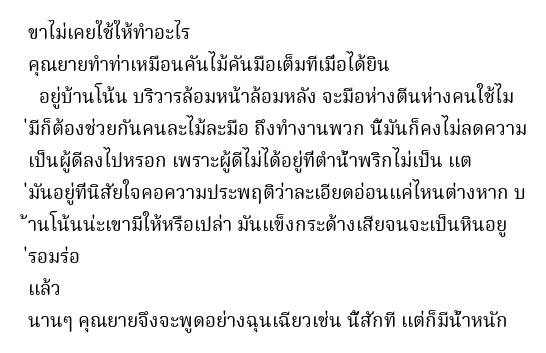 ขาไม่เคยใช้ให้ทำอะไร
คุณยายทำท่าเหมือนคันไม้คันมือเต็มทีเมื่อได้ยิน
อยู่บ้านโน้น บริวารล้อมหน้าล้อมหลัง จะมือห่างตีนห่างคนใช้ไม
่มีก็ต้องช่วยกันคนละไม้ละมือ ถึงทำงานพวก นี้มันก็คงไม่ลดความ
เป็นผู้ดีลงไปหรอก เพราะผู้ดีไม่ได้อยู่ที่ตำน้ำพริกไม่เป็น แต
่มันอยู่ที่นิสัยใจคอความประพฤติว่าละเอียดอ่อนแค่ไหนต่างหาก บ
้านโน้นน่ะเขามีให้หรือเปล่า มันแข็งกระด้างเสียจนจะเป็นหินอยู
่รอมร่อ
แล้ว
นานๆ คุณยายจึงจะพูดอย่างฉุนเฉียวเช่น นี้สักที แต่ก็มีน้ำหนัก